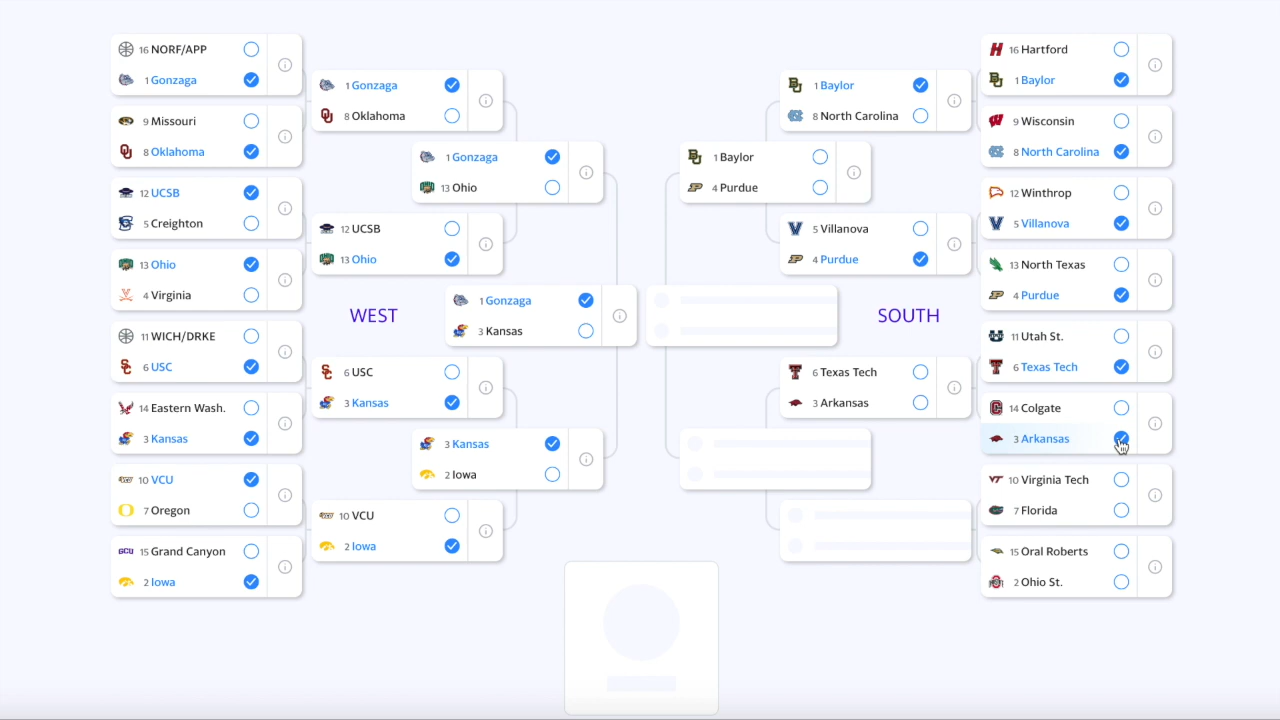 16 NORF/APP
1 Gonzaga
9 Missouri
8 Oklahoma
12 UCSB
5 Creighton
13 Ohio
4 Virginia
11 WICH/DRKE
6 USC
14 Eastern Wash.
3 Kansas
10 VCU
7 Oregon
15 Grand Canyon
2 Iowa
1 Gonzaga
8 Oklahoma
12 UCSB
13 Ohio
6 USC
3 Kansas
10 VCU
2 Iowa
1 Gonzaga
13 Ohio
3 Kansas
2 Iowa
WEST
1 Gonzaga
3 Kansas
1 Baylor
4 Purdue
SOUTH
1 Baylor
8 North Carolina
5 Villanova
4 Purdue
6 Texas Tech
3 Arkansas
16 Hartford
1 Baylor
9 Wisconsin
8 North Carolina
12 Winthrop
5 Villanova
13 North Texas
4 Purdue
11 Utah St.
6 Texas Tech
14 Colgate
3 Arkansas
10 Virginia Tech
7 Florida
15 Oral Roberts
2 Ohio St.